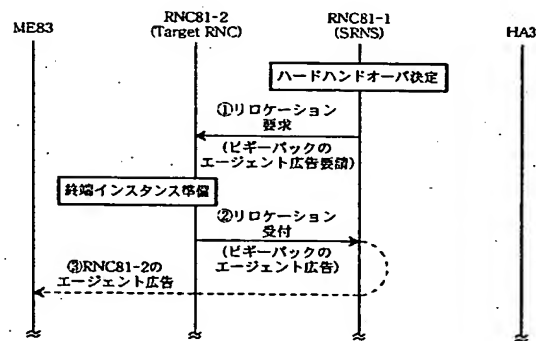 ME83
RNC81-2
(Target RNC)
RNC81-1
(SRNS)
HA3
ハードハンドオーバ決定
①リロケーション
要求
(ピギーバックの
エージェント広告要請)
終端インスタンス準備
②リロケーション
受付
(ピギーバックの
エージェント広告)
③RNC81-2の
エージェント広告